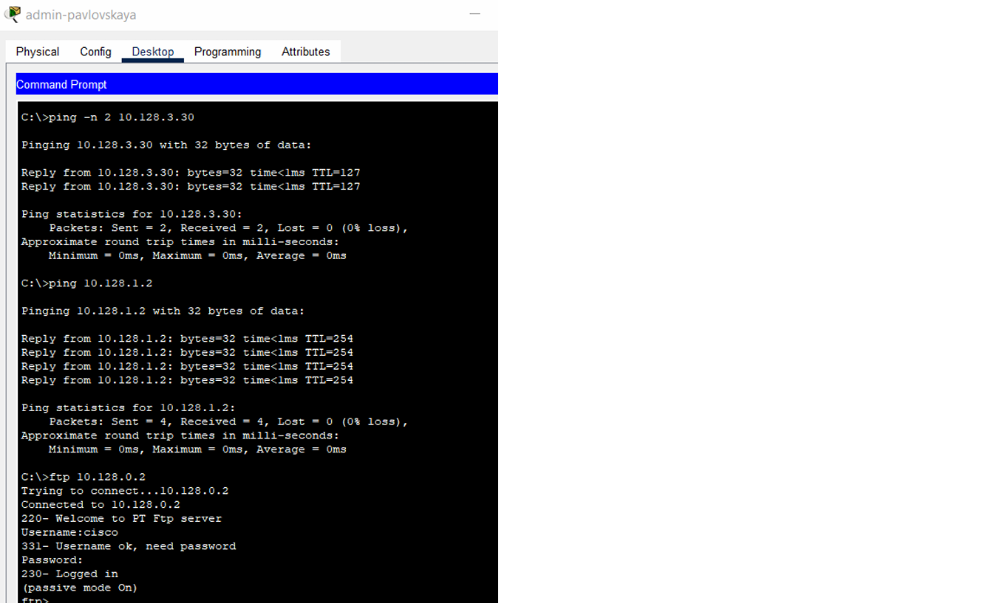 admin-pavlovskaya
Physical Config Desktop Programming Attributes
Command Prompt
C:\>ping -n 2 10.128.3.30
Pinging 10.128.3.30 with 32 bytes of data:
Reply from 10.128.3.30: bytes=32 time<1ms TTL=127
Reply from 10.128.3.30: bytes=32 time<1ms TTL=127
Ping statistics for 10.128.3.30:
Packets: Sent = 2, Received = 2, Lost = 0 (0% loss),
Approximate round trip times in milli-seconds:
Minimum = 0ms, Maximum = 0ms, Average = 0ms
C:\>ping 10.128.1.2
Pinging 10.128.1.2 with 32 bytes of data:
Reply from 10.128.1.2: bytes=32 time<1ms TTL=254
Reply from 10.128.1.2: bytes=32 time<1ms TTL=254
Reply from 10.128.1.2: bytes=32 time<1ms TTL=254
Reply from 10.128.1.2: bytes=32 time<1ms TTL=254
Ping statistics for 10.128.1.2:
Packets: Sent = 4, Received = 4, Lost = 0 (0% loss),
Approximate round trip times in milli-seconds:
Minimum = 0ms, Maximum = 0ms, Average = 0ms
C:\>ftp 10.128.0.2
Trying to connect...10.128.0.2
Connected to 10.128.0.2
220- Welcome to PT Ftp server
Username:cisco
331- Username ok, need password
Password:
230- Logged in
(passive mode On)
ftp>